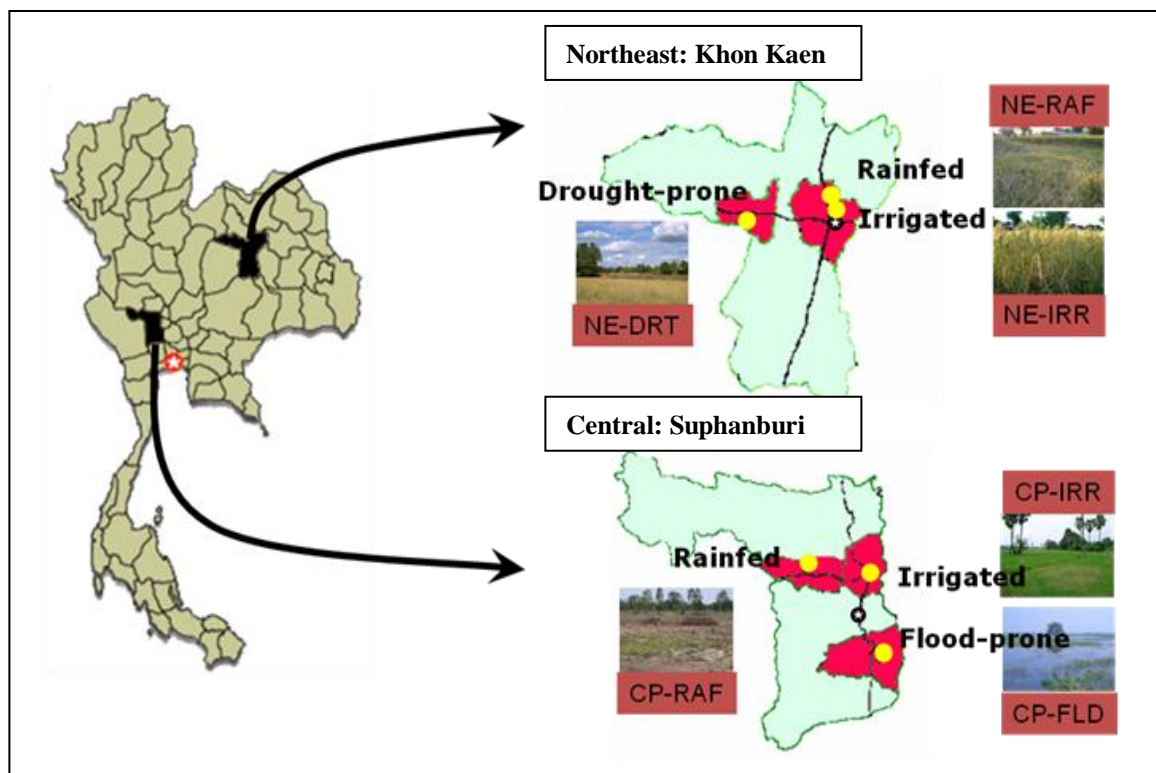 Northeast: Khon Kaen
NE-RAF
Rainfed
Drought-prone
Irrigated
NE-DRT
NE-IRR
Central: Suphanburi
CP-IRR
Rainfed
Irrigated
Flood-prone
CP-RAF
CP-FLD